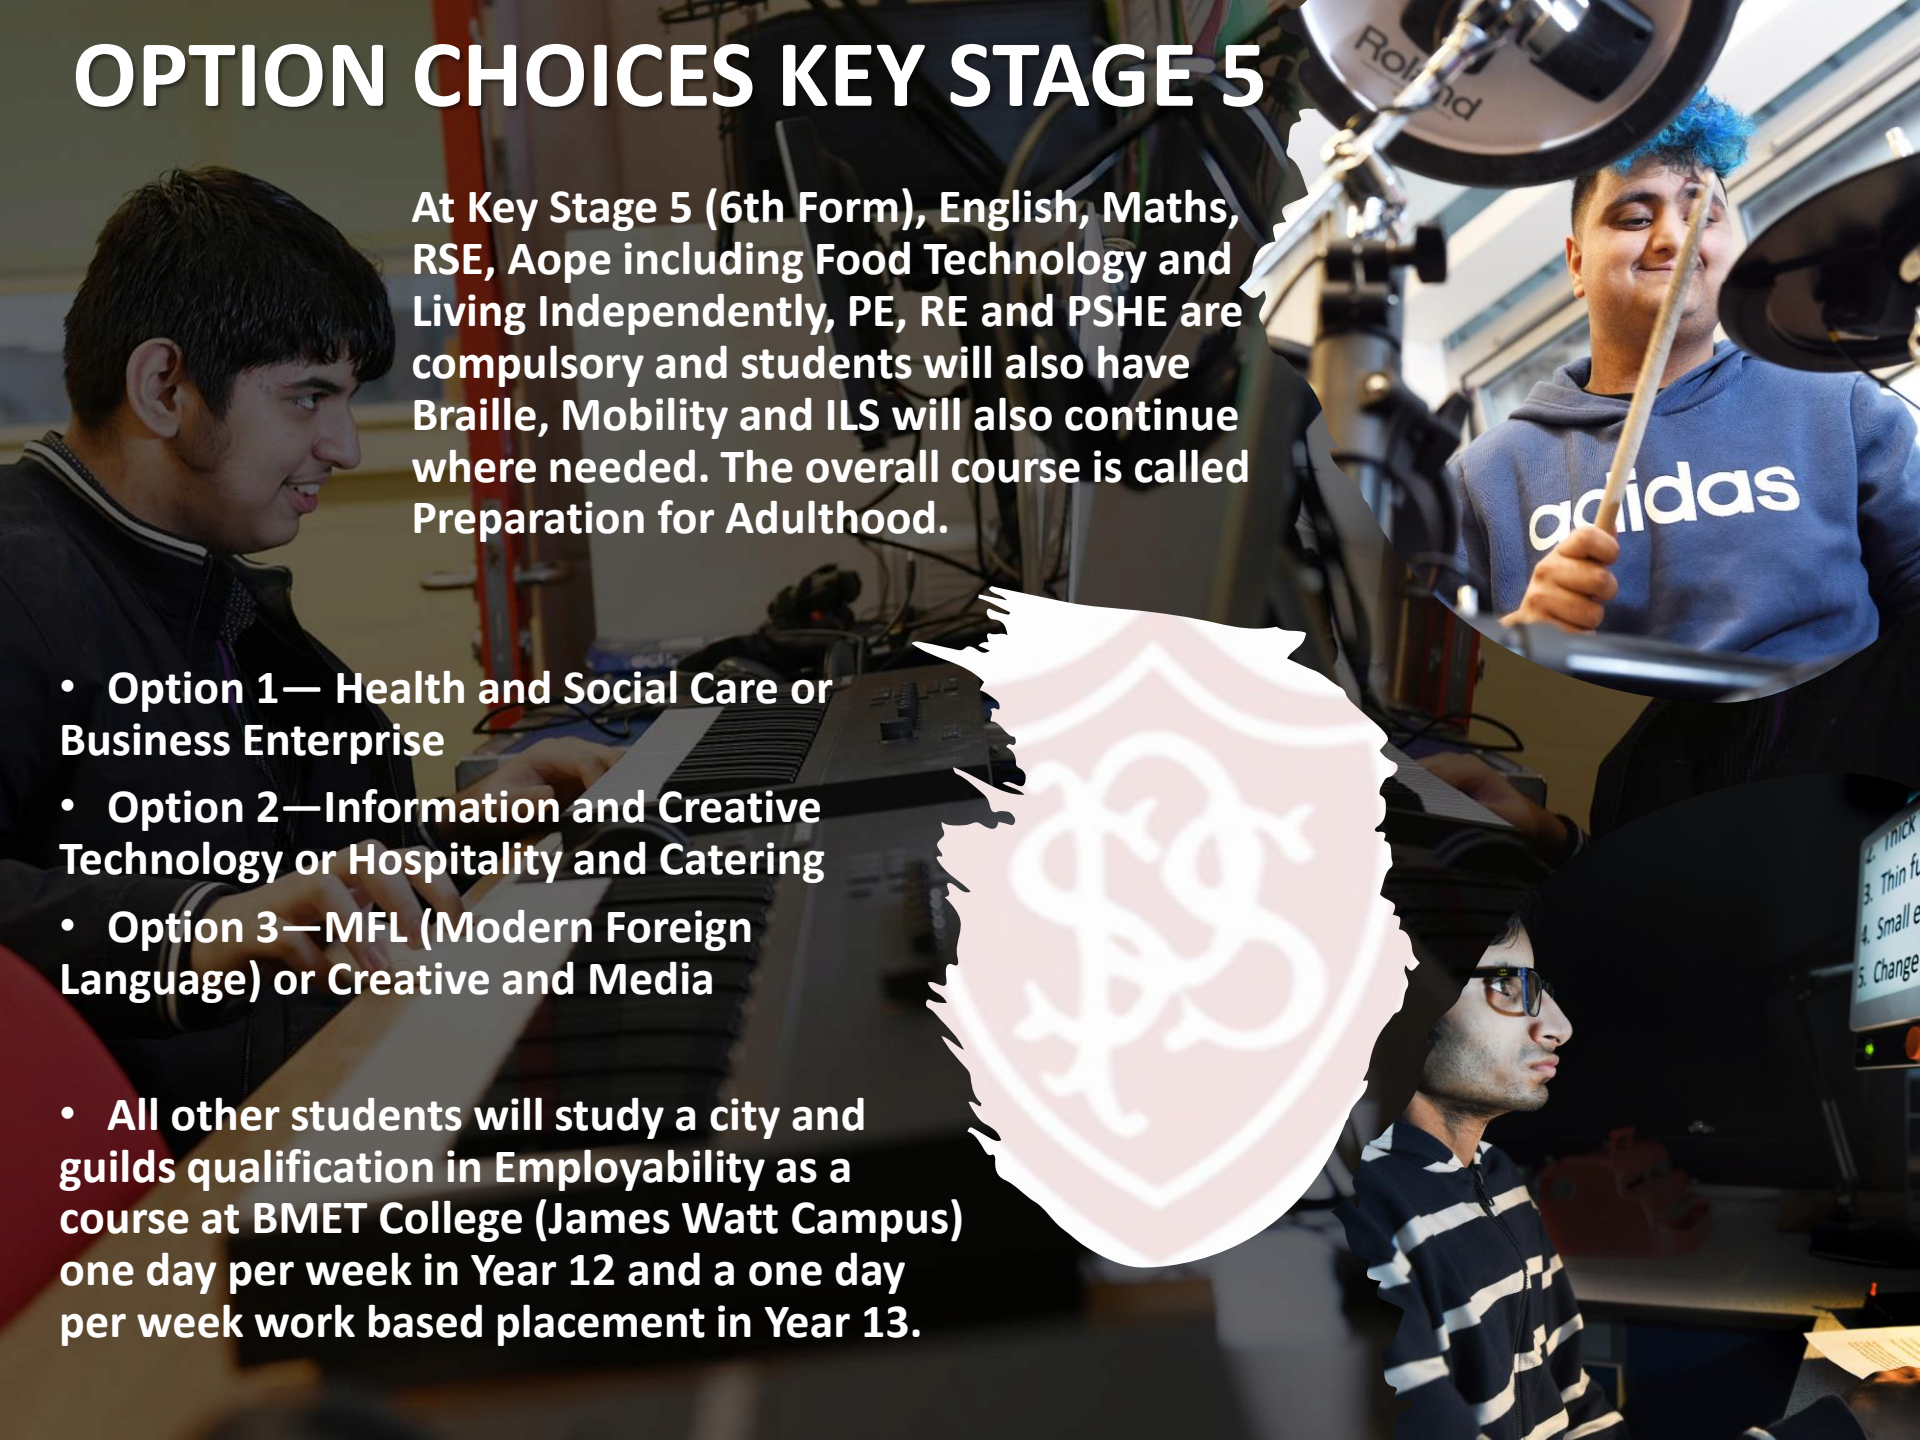 OPTION CHOICES KEY STAGE 5
At Key Stage 5 (6th Form), English, Maths,
RSE, Aope including Food Technology and
Living Independently, PE, RE and PSHE are
compulsory and students will also have
Braille, Mobility and ILS will also continue
where needed. The overall course is called
Preparation for Adulthood.
• Option 1— Health and Social Care or
Business Enterprise
• Option 2—Information and Creative
Technology or Hospitality and Catering
• Option 3—MFL (Modern Foreign
Language) or Creative and Media
• All other students will study a city and
guilds qualification in Employability as a
course at BMET College (James Watt Campus)
one day per week in Year 12 and a one day
per week work based placement in Year 13.
Roland
adidas
2. Thick
3. Thin
4. Small
5. Change